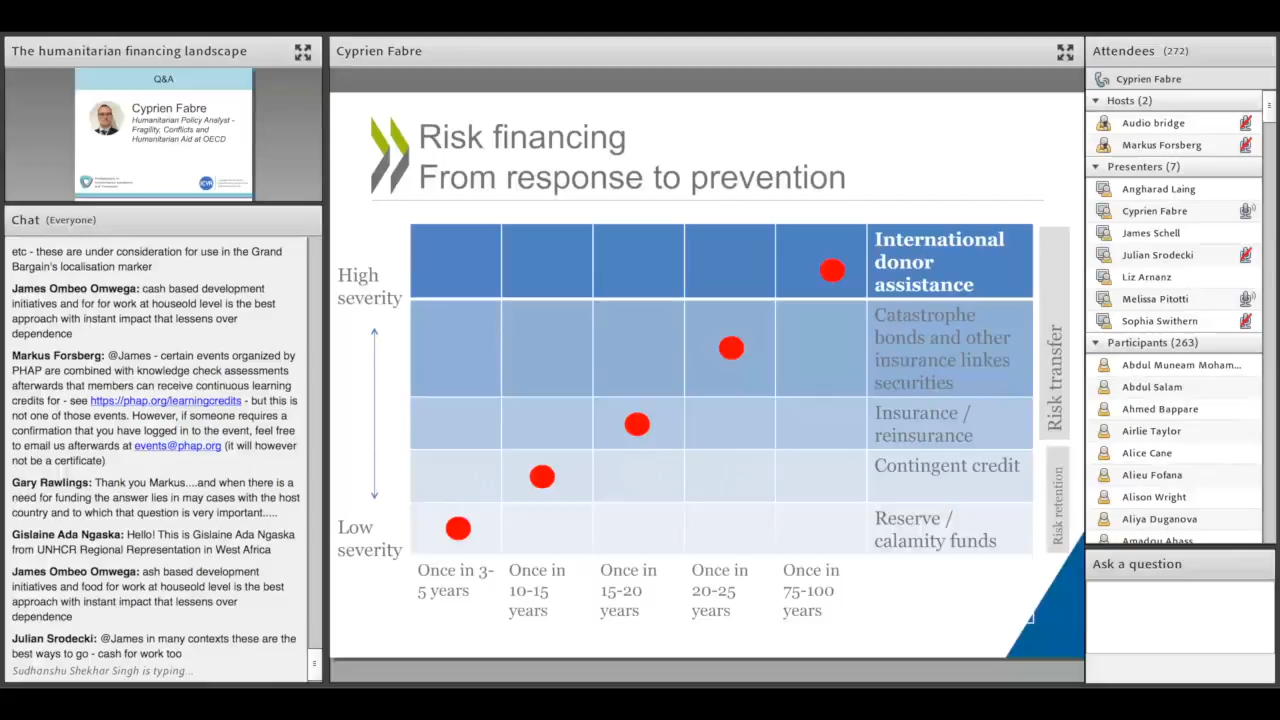 The humanitarian financing landscape
Q&A
Cyprien Fabre
Humanitarian Policy Analyst -
Fragility, Conflicts and
Humanitarian Aid at OECD
ICVA
Chat (Everyone)
etc - these are under consideration for use in the Grand
Bargain's localisation marker
James Ombeo Omwega: cash based development
initiatives and for for work at houseold level is the best
approach with instant impact that lessens over
dependence
Markus Forsberg: @James - certain events organized by
PHAP are combined with knowledge check assessments
afterwards that members can receive continuous learning
credits for - see https://phap.org/learningcredits - but this is
not one of those events. However, if someone requires a
confirmation that you have logged in to the event, feel free
to email us afterwards at events@phap.org (it will however
not be a certificate)
Gary Rawlings: Thank you Markus....and when there is a
need for funding the answer lies in may cases with the host
country and to which that question is very important.....
Gislaine Ada Ngaska: Hello! This is Gislaine Ada Ngaska
from UNHCR Regional Representation in West Africa
James Ombeo Omwega: ash based development
initiatives and food for work at houseold level is the best
approach with instant impact that lessens over
dependence
Julian Srodecki: @James in many contexts these are the
best ways to go - cash for work too
Sudhanshu Shekhar Singh is typing...
Cyprien Fabre
Risk financing
From response to prevention
High
severity
Low
severity
International
donor
assistance
Catastrophe
bonds and other
insurance linkes
securities
Insurance /
reinsurance
Contingent credit
Reserve /
calamity funds
Risk transfer
Risk retention
Once in 3-
5 years
Once in
10-15
years
Once in
15-20
years
Once in
20-25
years
Once in
75-100
years
Attendees (272)
Cyprien Fabre
Hosts (2)
Audio bridge
Markus Forsberg
Presenters (7)
Angharad Laing
Cyprien Fabre
James Schell
Julian Srodecki
Liz Arnanz
Melissa Pitotti
Sophia Swithern
Participants (263)
Abdul Muneam Moham...
Abdul Salam
Ahmed Bappare
Airlie Taylor
Alice Cane
Alieu Fofana
Alison Wright
Aliya Duganova
Amadou Abass
Ask a question